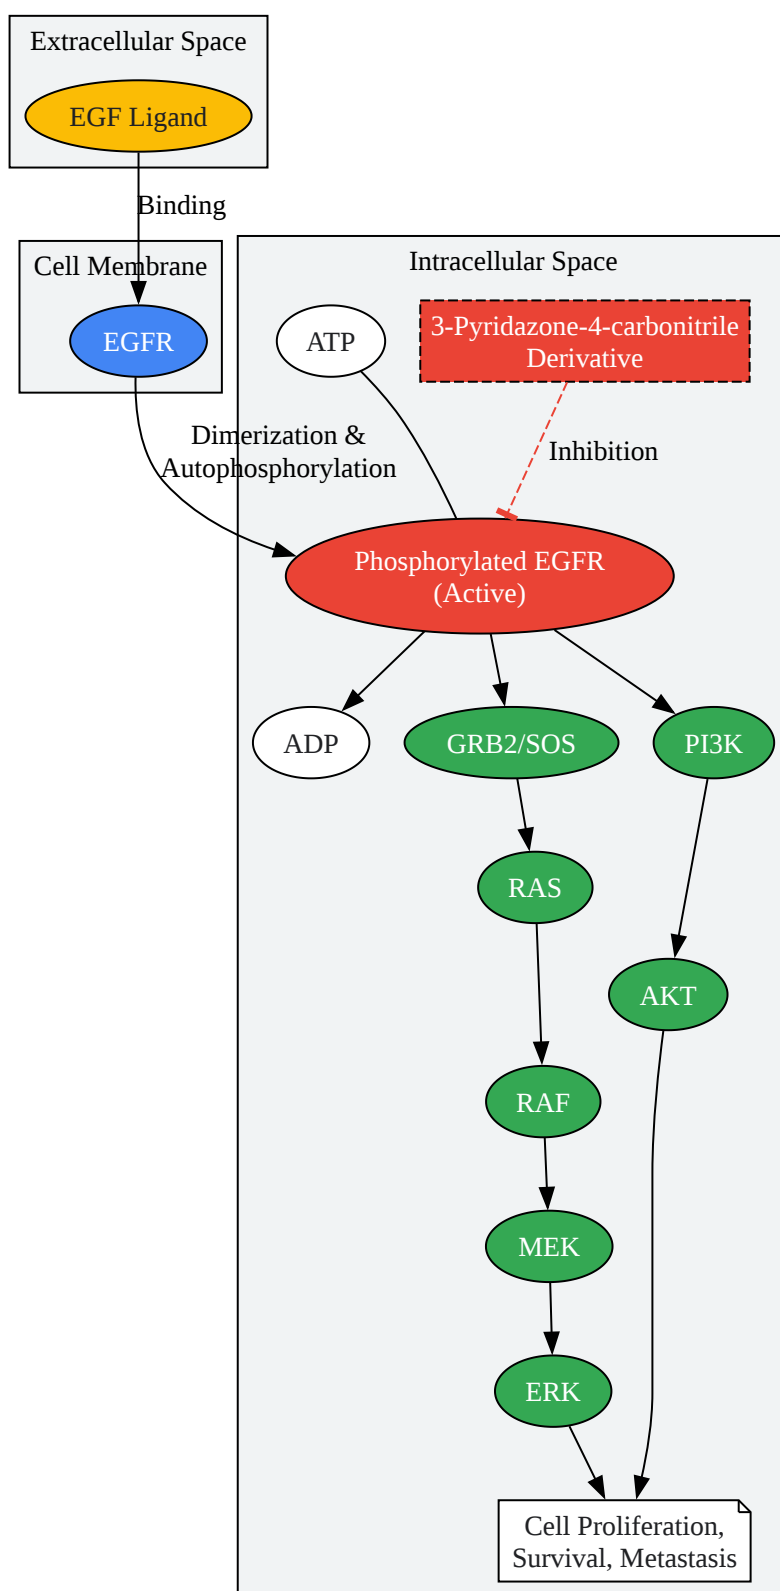 Extracellular Space
EGF Ligand
Binding
Cell Membrane
EGFR
Intracellular Space
ATP
3-Pyridazone-4-carbonitrile
Derivative
Dimerization &
Autophosphorylation
Inhibition
Phosphorylated EGFR
(Active)
ADP
GRB2/SOS
PI3K
RAS
AKT
RAF
MEK
ERK
Cell Proliferation,
Survival, Metastasis